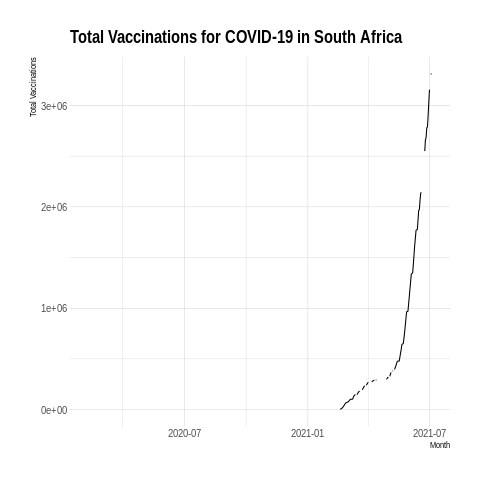 Total Vaccinations for COVID-19 in South Africa
Total Vaccinations
3e+06
2e+06
1e+06
0e+00
2020-07 2021-01 2021-07
Month